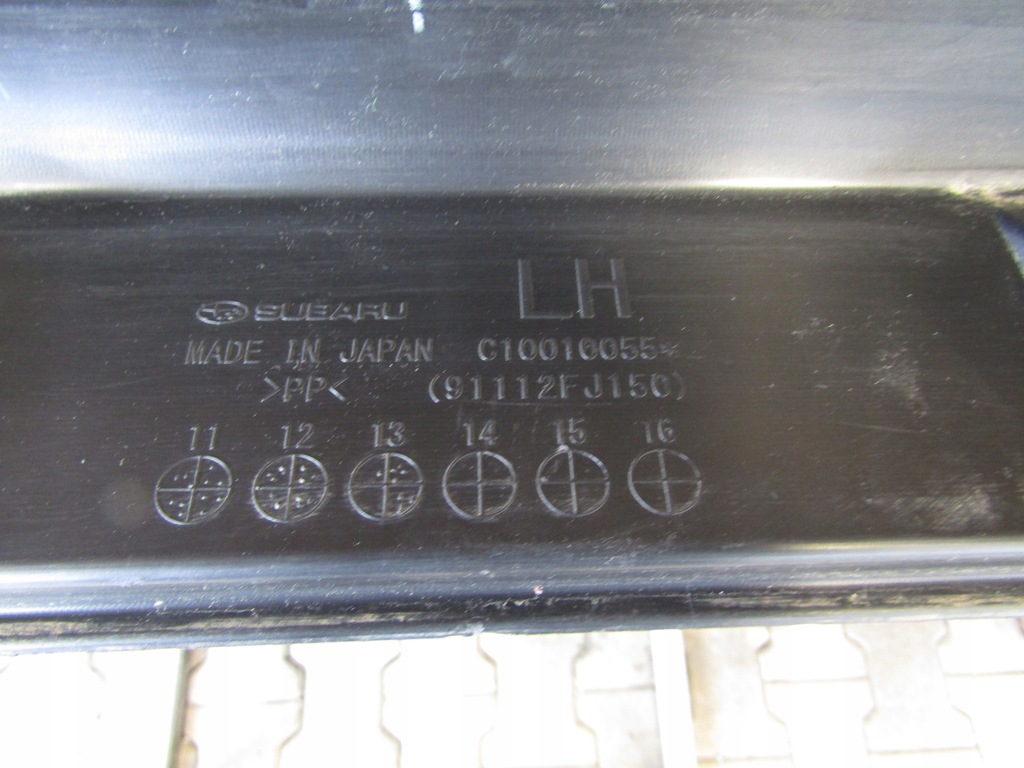 SUBARU LH
MADE IN JAPAN C10010055
>PP< (91112FJ150)
11 12 13 14 15 16